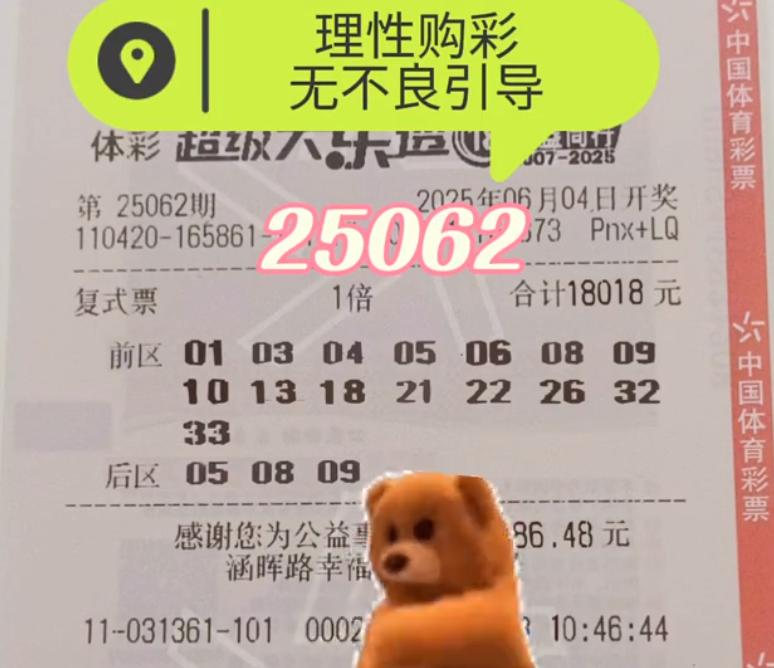 理性购彩
无不良引导
体彩 超级大乐透
07-2025
第 25062期 2025年06月04日开奖
25062
110420-165861- 73 Pnx+LQ
复式票 1倍 合计18018 元
前区 01 03 04 05 06 08 09
10 13 18 21 22 26 32
33
后区 05 08 09
感谢您为公益事 86.48 元
涵晖路幸福
11-031361-101 0002 10:46:44
中国体育彩票
中国体育彩票